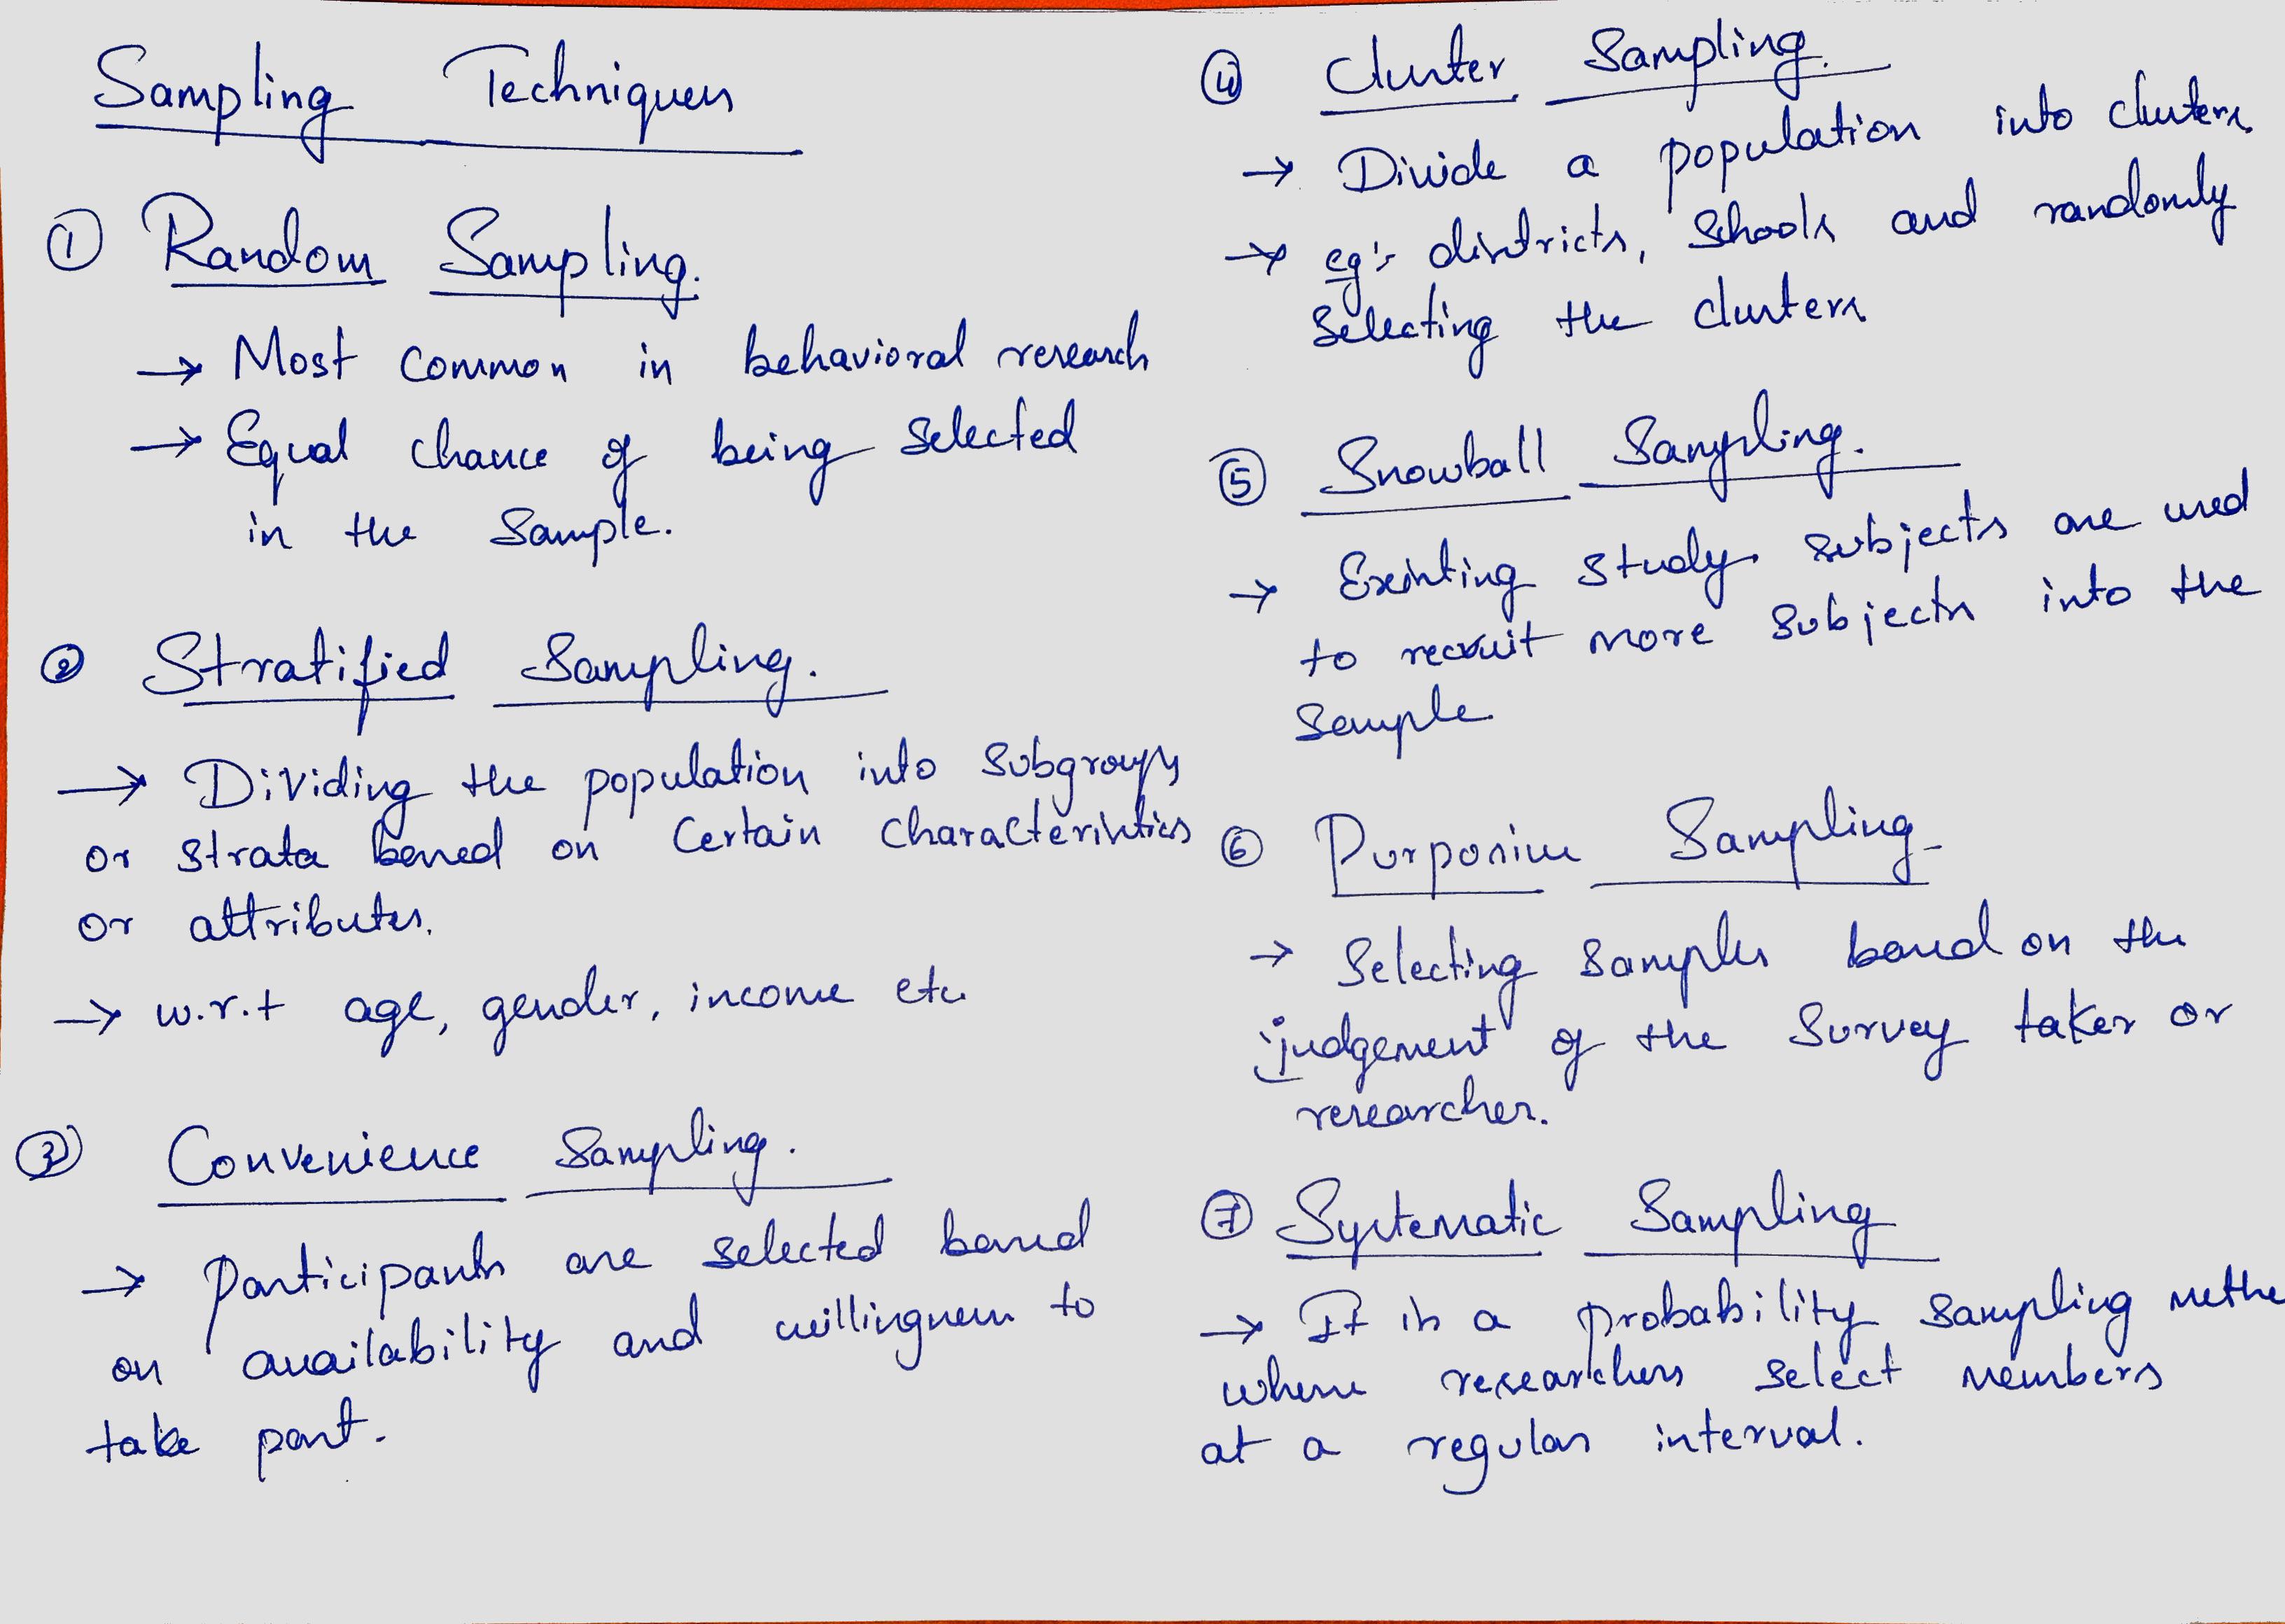 Sampling Techniques
① Random Sampling.
→ Most common in behavioral research
→ Equal chance of being selected
in the sample.
② Stratified Sampling.
→ Dividing the population into subgroups
or strata based on certain characteristics
or attributes.
→ w.r.t age, gender, income etc.
③ Convenience Sampling.
→ Participants are selected based
on availability and willingness to
take part.
④ Cluster Sampling.
→ Divide a population into clusters.
→ eg's districts, schools and randomly
selecting the clusters
⑤ Snowball Sampling.
→ Existing study subjects are used
to recruit more subjects into the
sample
⑥ Purposive Sampling
→ Selecting samples based on the
judgement of the survey taker or
researcher.
⑦ Systematic Sampling
→ It is a probability sampling methe
where researchers select members
at a regular interval.